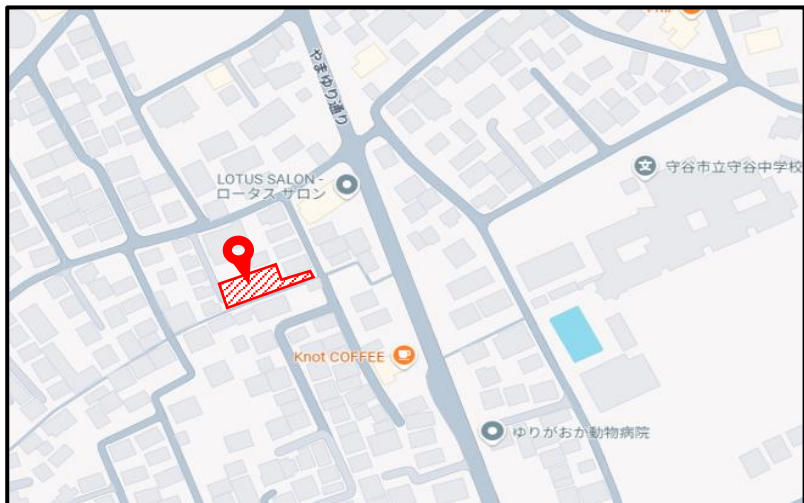 やまゆり通り
LOTUS SALON -
ロータス サロン
守谷市立守谷中学校
Knot COFFEE
ゆりがおか動物病院